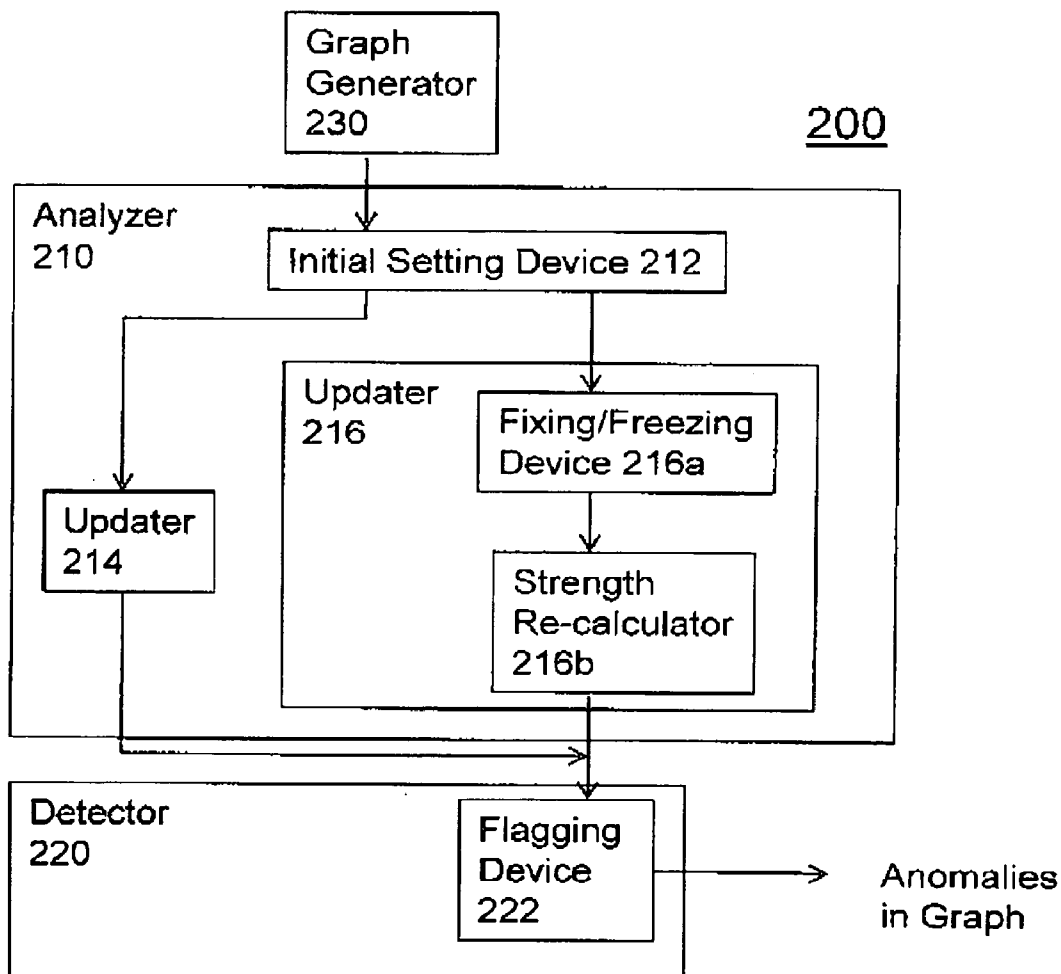 Graph
Generator
230
200
Analyzer
210
Initial Setting Device 212
Updater
216
Fixing/Freezing
Device 216a
Updater
214
Strength
Re-calculator
216b
Detector
220
Flagging
Device
222
Anomalies
in Graph